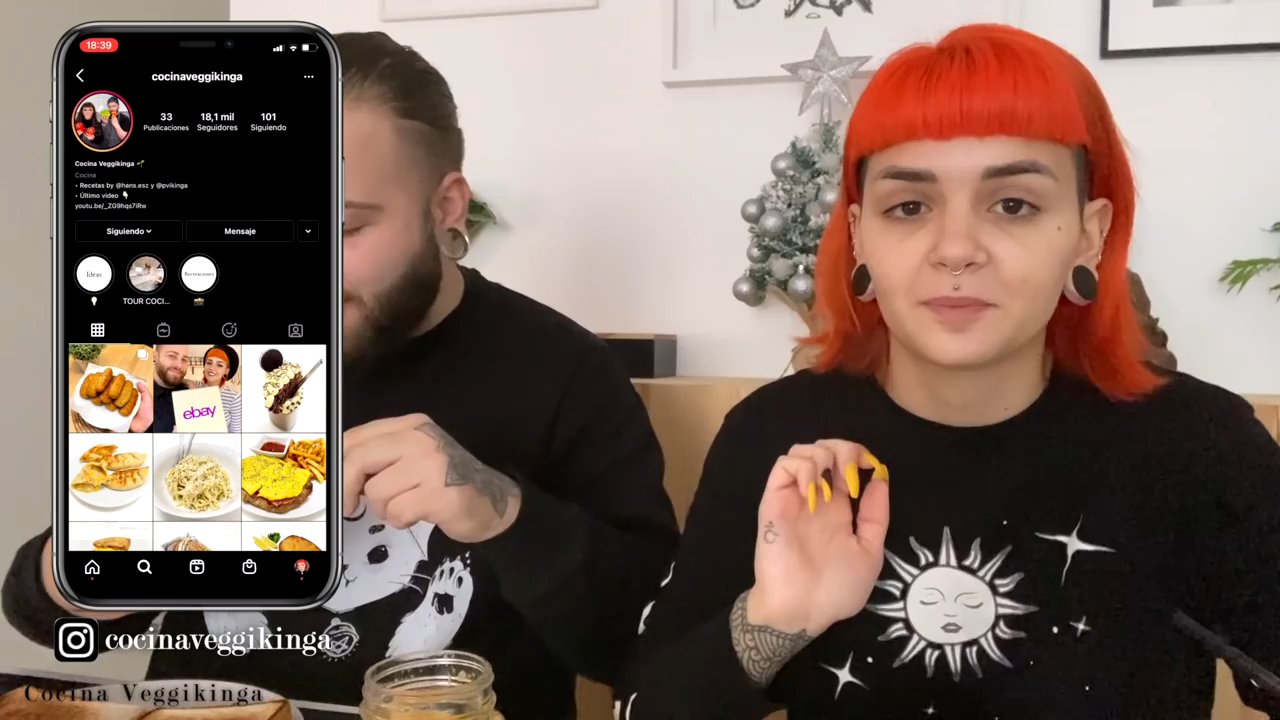 18:39
cocinaveggikinga
33 18,1 mil 101
Publicaciones Seguidores Siguiendo
Cocina Veggikinga
Cocina
• Recetas by @hans.esz y @pvikinga
• Último video
youtu.be/_ZG9hqs7iRw
Siguiendo Mensaje
Ideas Recreaciones
TOUR COCI...
ebay
cocinaveggikinga
Cocina Veggikinga